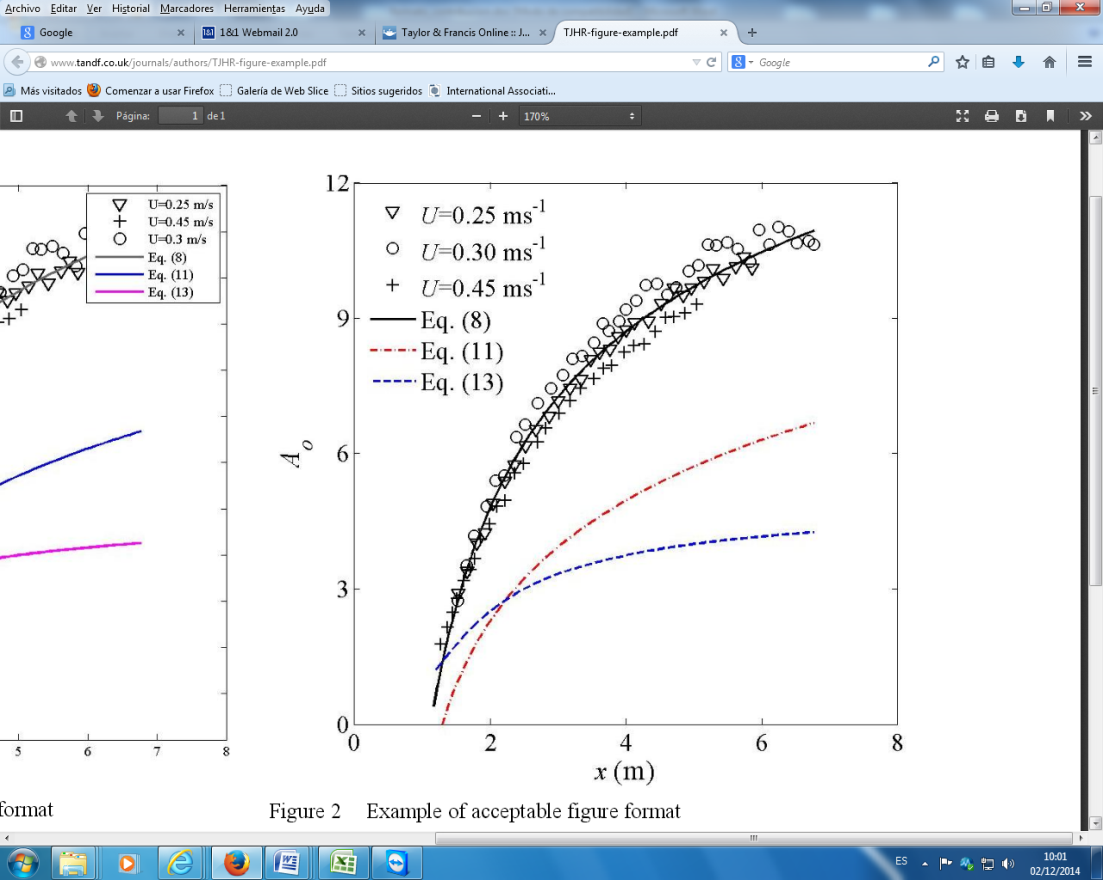 Archivo Editar Ver Historial Marcadores Herramientas Ayuda
Google
1&1 Webmail 2.0
Taylor & Francis Online :: J...
TJHR-figure-example.pdf
www.tandf.co.uk/journals/authors/TJHR-figure-example.pdf
Google
Más visitados Comenzar a usar Firefox Galería de Web Slice Sitios sugeridos International Associati...
Página: 1 de 1
170%
U=0.25 m/s
U=0.45 m/s
U=0.3 m/s
Eq. (8)
Eq. (11)
Eq. (13)
5 6 7 8
format
12
9
6
3
0
A_o
U=0.25 ms^-1
U=0.30 ms^-1
U=0.45 ms^-1
Eq. (8)
Eq. (11)
Eq. (13)
0 2 4 6 8
x (m)
Figure 2 Example of acceptable figure format
ES
10:01
02/12/2014